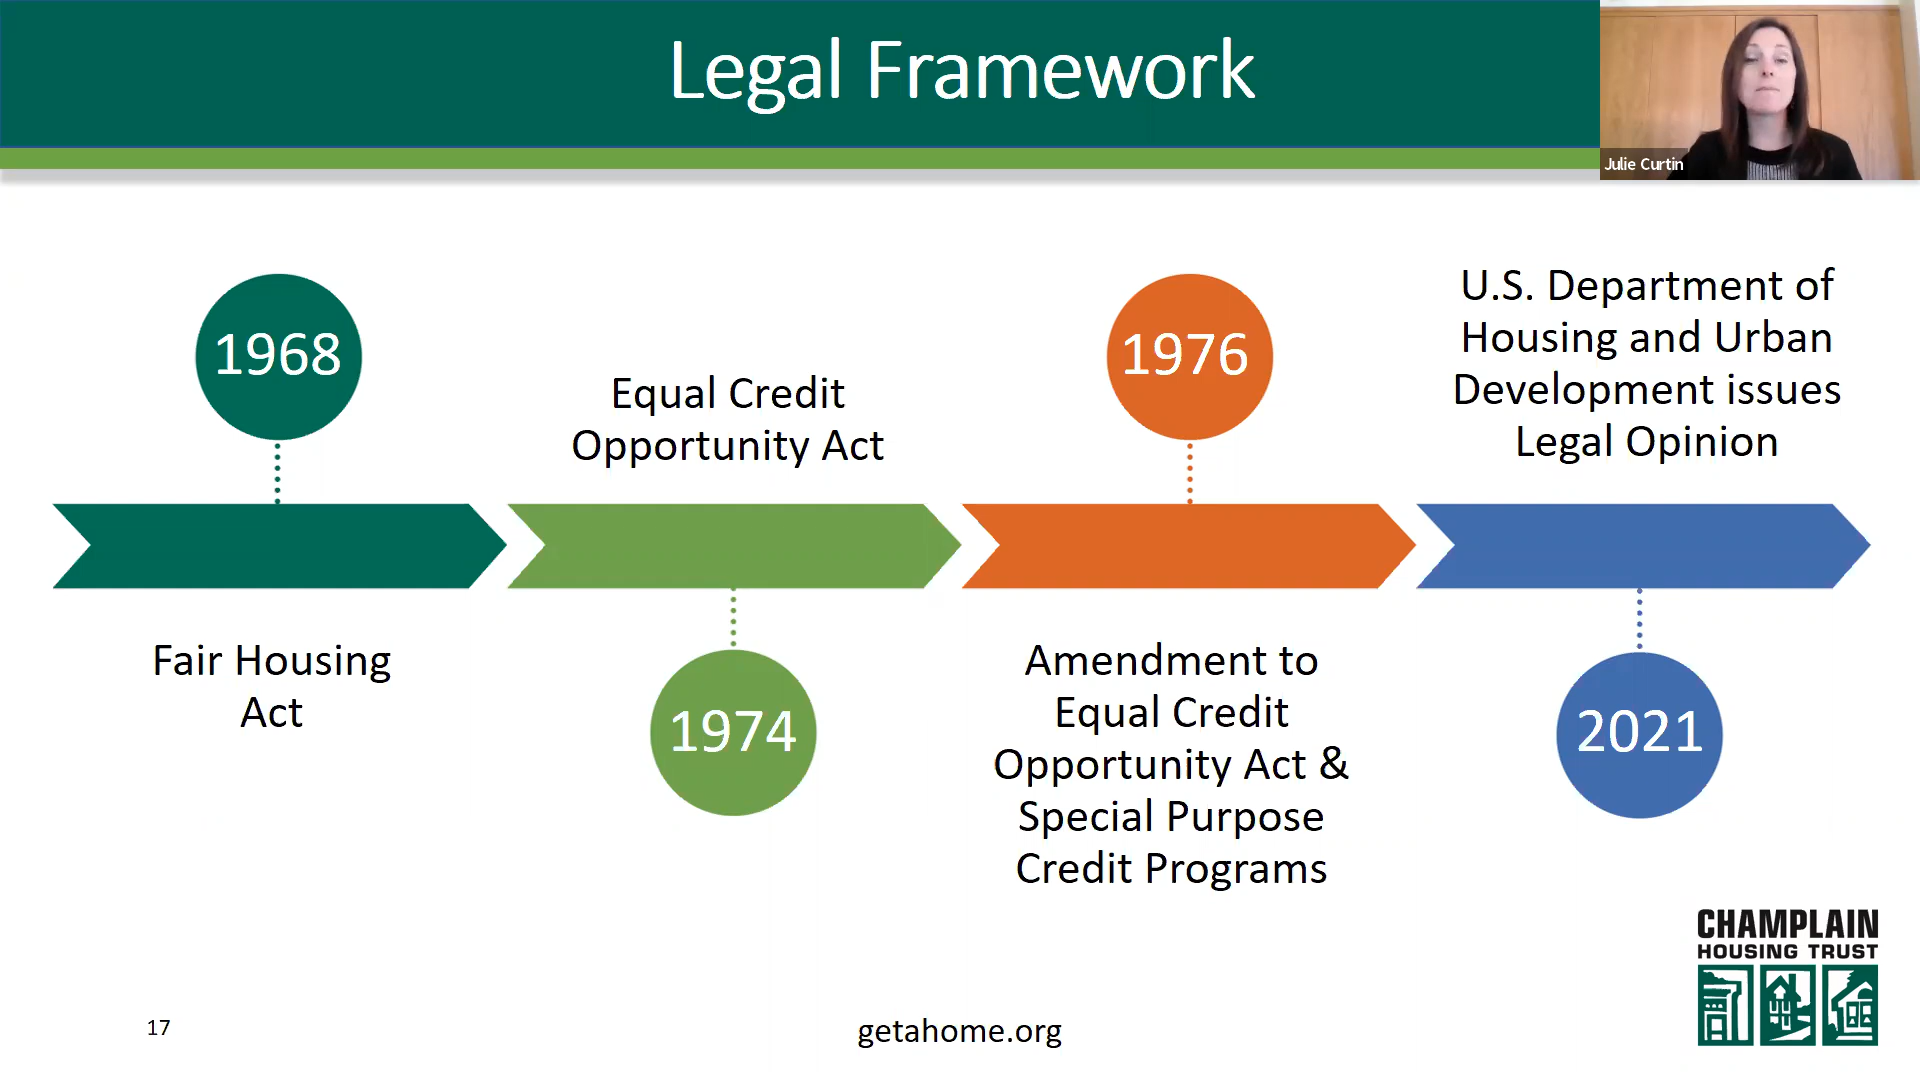 Legal Framework
Julie Curtin
1968
Fair Housing
Act
Equal Credit
Opportunity Act
1974
1976
Amendment to
Equal Credit
Opportunity Act &
Special Purpose
Credit Programs
U.S. Department of
Housing and Urban
Development issues
Legal Opinion
2021
CHAMPLAIN
HOUSING TRUST
17
getahome.org